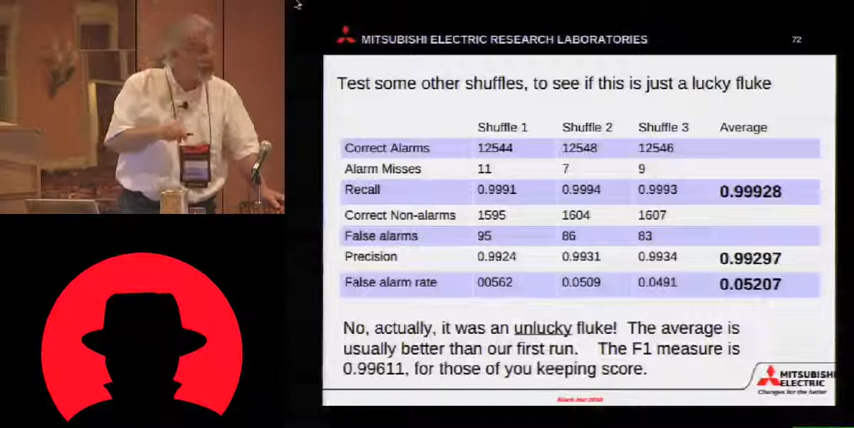 MITSUBISHI ELECTRIC RESEARCH LABORATORIES 72
Test some other shuffles, to see if this is just a lucky fluke
Shuffle 1 Shuffle 2 Shuffle 3 Average
Correct Alarms 12544 12548 12546
Alarm Misses 11 7 9
Recall 0.9991 0.9994 0.9993 0.99928
Correct Non-alarms 1595 1604 1607
False alarms 95 86 83
Precision 0.9924 0.9931 0.9934 0.99297
False alarm rate 00562 0.0509 0.0491 0.05207
No, actually, it was an unlucky fluke! The average is
usually better than our first run. The F1 measure is
0.99611, for those of you keeping score.
MITSUBISHI
ELECTRIC
Changes for the better